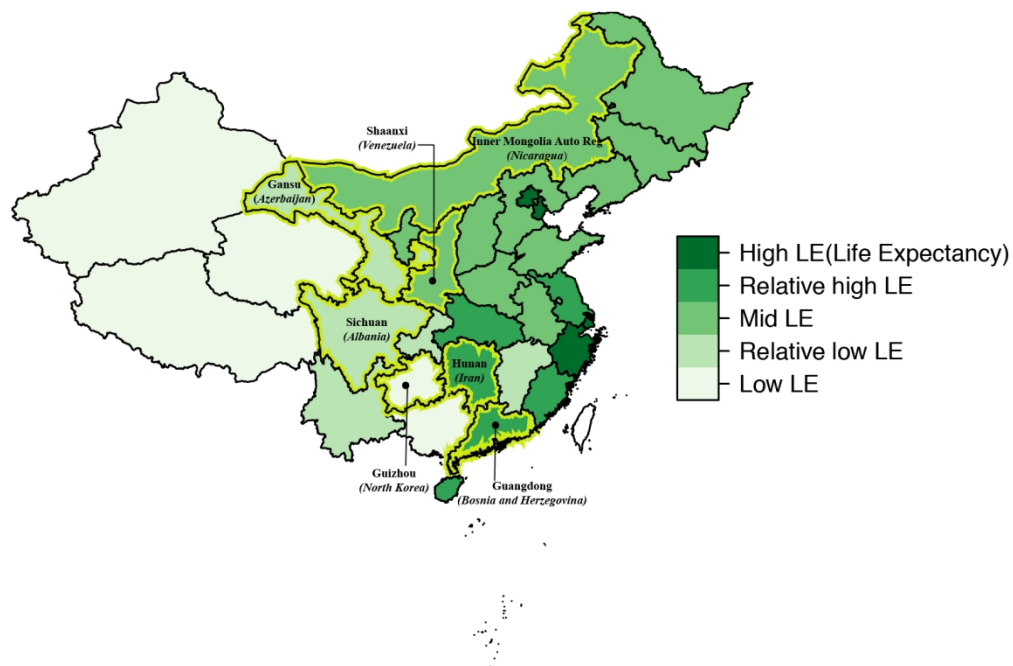 Shaanxi
(Venezuela)
Inner Mongolia Auto Reg
(Nicaragua)
Gansu
(Azerbaijan)
High LE(Life Expectancy)
Relative high LE
Mid LE
Relative low LE
Low LE
Sichuan
(Albania)
Hunan
(Iran)
Guizhou
(North Korea)
Guangdong
(Bosnia and Herzegovina)